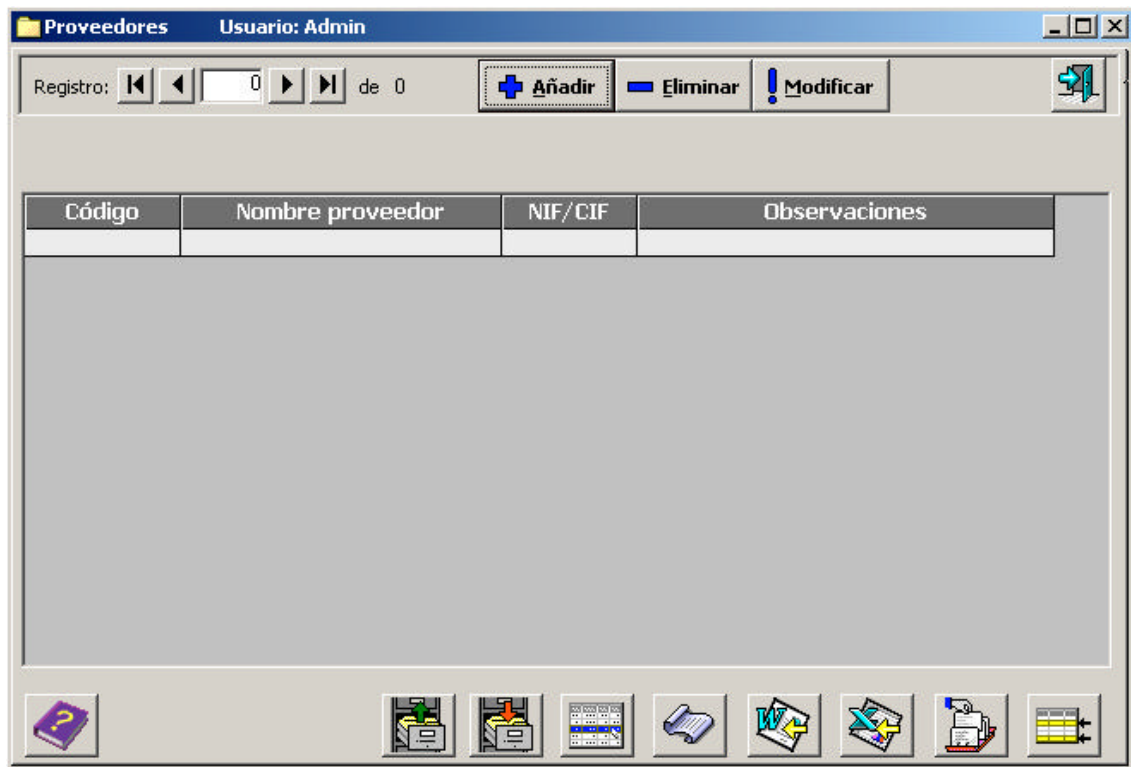 Proveedores Usuario: Admin
Registro: 0 de 0 Añadir Eliminar Modificar
Código Nombre proveedor NIF/CIF Observaciones